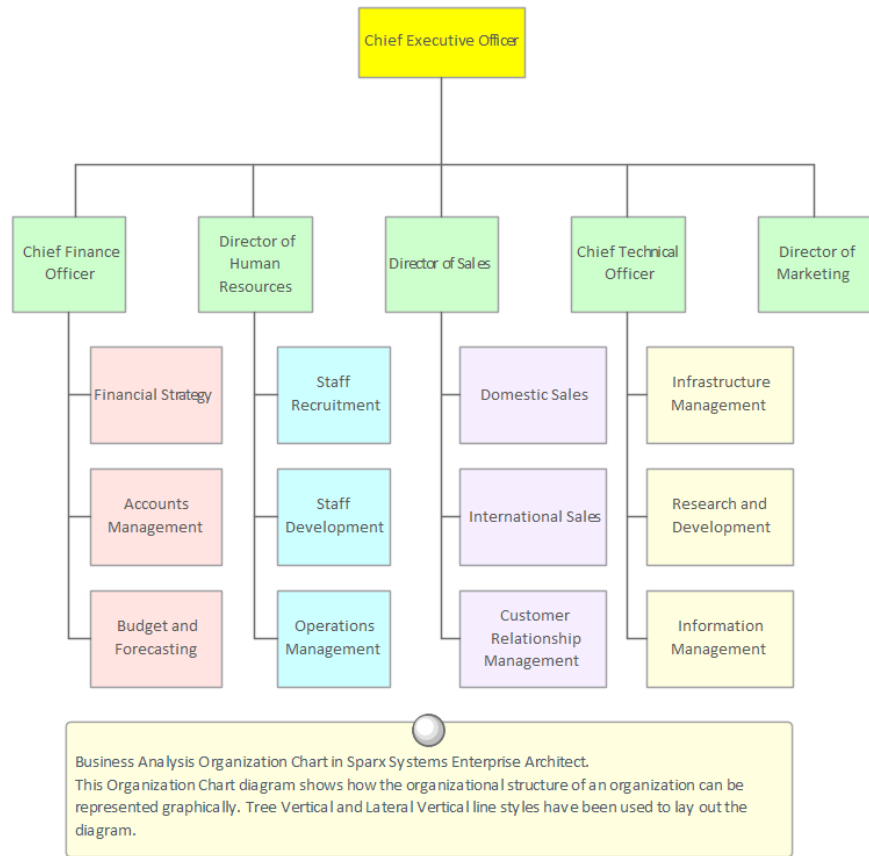 Chief Executive Officer
Chief Finance
Officer
Director of
Human
Resources
Director of Sales
Chief Technical
Officer
Director of
Marketing
Financial Strategy
Staff
Recruitment
Domestic Sales
Infrastructure
Management
Accounts
Management
Staff
Development
International Sales
Research and
Development
Budget and
Forecasting
Operations
Management
Customer
Relationship
Management
Information
Management
Business Analysis Organization Chart in Sparx Systems Enterprise Architect.
This Organization Chart diagram shows how the organizational structure of an organization can be
represented graphically. Tree Vertical and Lateral Vertical line styles have been used to lay out the
diagram.